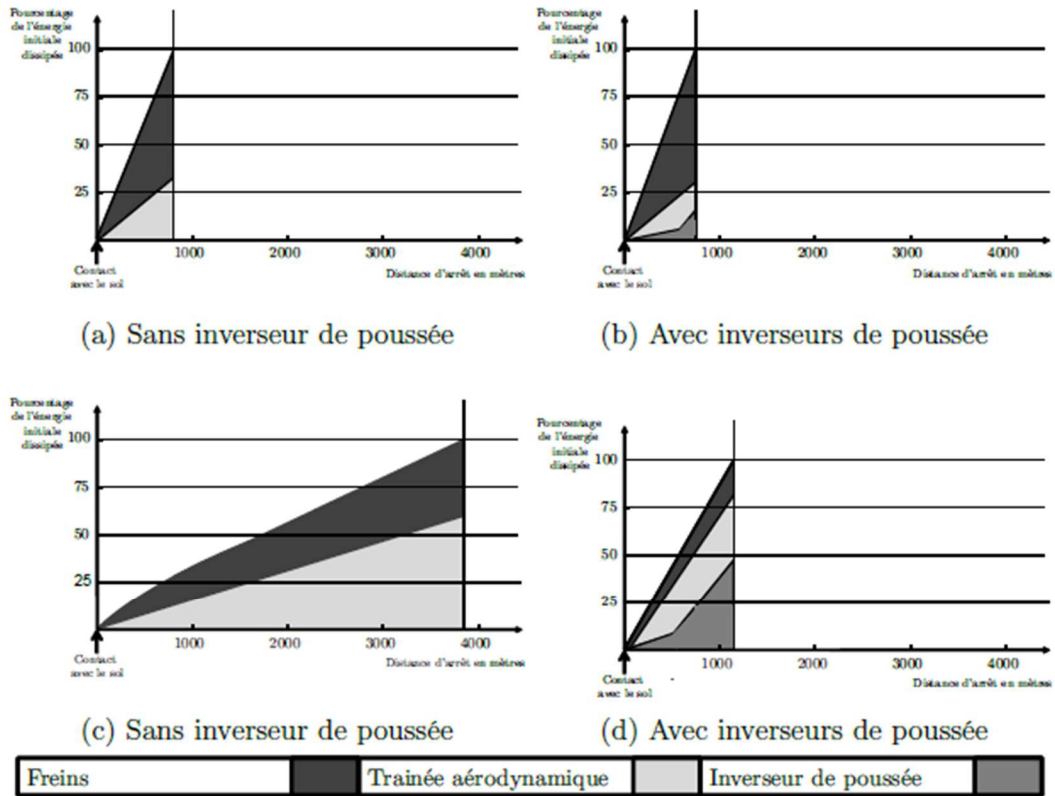 Pourcentage
de l'énergie
initiale
dissipée
100
75
50
25
1000
2000
3000
4000
Contact
avec le sol
Distance d'arrêt en mètres
(a) Sans inverseur de poussée
Pourcentage
de l'énergie
initiale
dissipée
100
75
50
25
1000
2000
3000
4000
Contact
avec le sol
Distance d'arrêt en mètres
(b) Avec inverseurs de poussée
Pourcentage
de l'énergie
initiale
dissipée
100
75
50
25
1000
2000
3000
4000
Contact
avec le sol
Distance d'arrêt en mètres
(c) Sans inverseur de poussée
Pourcentage
de l'énergie
initiale
dissipée
100
75
50
25
1000
2000
3000
4000
Contact
avec le sol
Distance d'arrêt en mètres
(d) Avec inverseurs de poussée
Freins Trainée aérodynamique Inverseur de poussée